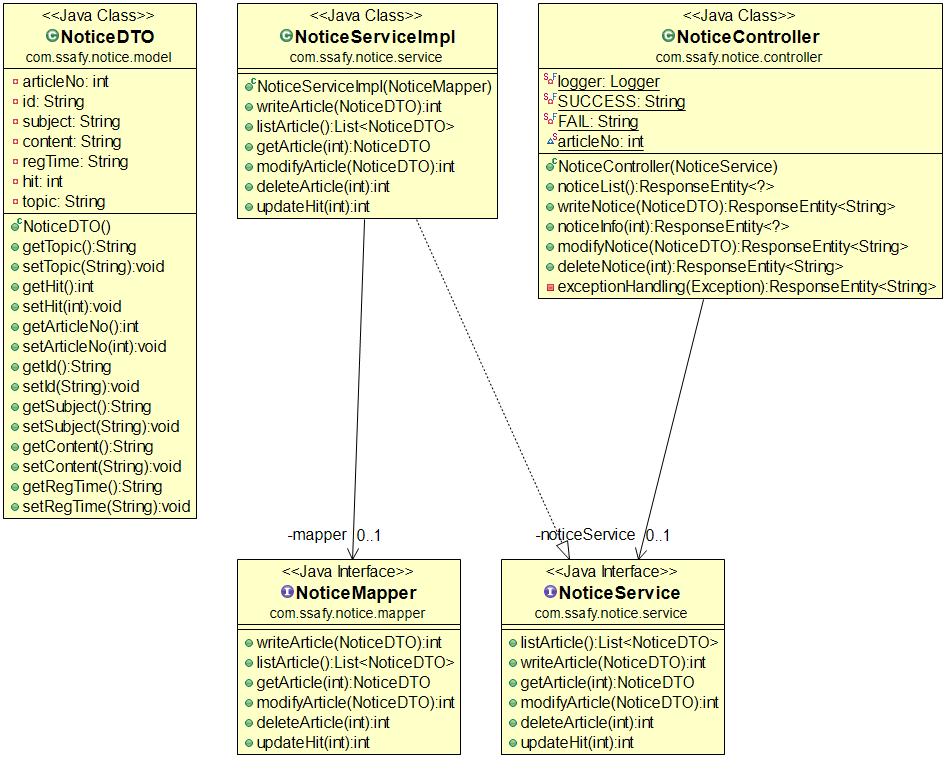 <<Java Class>>
NoticeDTO
com.ssafy.notice.model
articleNo: int
id: String
subject: String
content: String
regTime: String
hit: int
topic: String
NoticeDTO()
getTopic():String
setTopic(String):void
getHit():int
setHit(int):void
getArticleNo():int
setArticleNo(int):void
getId():String
setId(String):void
getSubject():String
setSubject(String):void
getContent():String
setContent(String):void
getRegTime():String
setRegTime(String):void
<<Java Class>>
NoticeServiceImpl
com.ssafy.notice.service
NoticeServiceImpl(NoticeMapper)
writeArticle(NoticeDTO):int
listArticle():List<NoticeDTO>
getArticle(int):NoticeDTO
modifyArticle(NoticeDTO):int
deleteArticle(int):int
updateHit(int):int
<<Java Class>>
NoticeController
com.ssafy.notice.controller
logger: Logger
SUCCESS: String
FAIL: String
articleNo: int
NoticeController(NoticeService)
noticeList():ResponseEntity<?>
writeNotice(NoticeDTO):ResponseEntity<String>
noticeInfo(int):ResponseEntity<?>
modifyNotice(NoticeDTO):ResponseEntity<String>
deleteNotice(int):ResponseEntity<String>
exceptionHandling(Exception):ResponseEntity<String>
-mapper 0..1
-noticeService 0..1
<<Java Interface>>
NoticeMapper
com.ssafy.notice.mapper
writeArticle(NoticeDTO):int
listArticle():List<NoticeDTO>
getArticle(int):NoticeDTO
modifyArticle(NoticeDTO):int
deleteArticle(int):int
updateHit(int):int
<<Java Interface>>
NoticeService
com.ssafy.notice.service
listArticle():List<NoticeDTO>
writeArticle(NoticeDTO):int
getArticle(int):NoticeDTO
modifyArticle(NoticeDTO):int
deleteArticle(int):int
updateHit(int):int